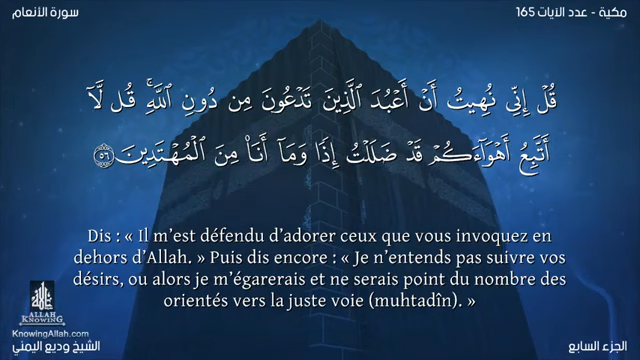 سورة الأنعام
مكية - عدد الآيات 165
قُلْ إِنِّي نُهِيتُ أَنْ أَعْبُدَ ٱلَّذِينَ تَدْعُونَ مِن دُونِ ٱللَّهِۚ قُل لَّآ
أَتَّبِعُ أَهْوَآءَكُمْ قَدْ ضَلَلْتُ إِذًا وَمَآ أَنَا۠ مِنَ ٱلْمُهْتَدِينَ ٥٦
Dis : « Il m’est défendu d’adorer ceux que vous invoquez en
dehors d’Allah. » Puis dis encore : « Je n’entends pas suivre vos
désirs, ou alors je m’égarerais et ne serais point du nombre des
orientés vers la juste voie (muhtadîn). »
ALLAH
KNOWING
KnowingAllah.com
الشيخ وديع اليمني
الجزء السابع